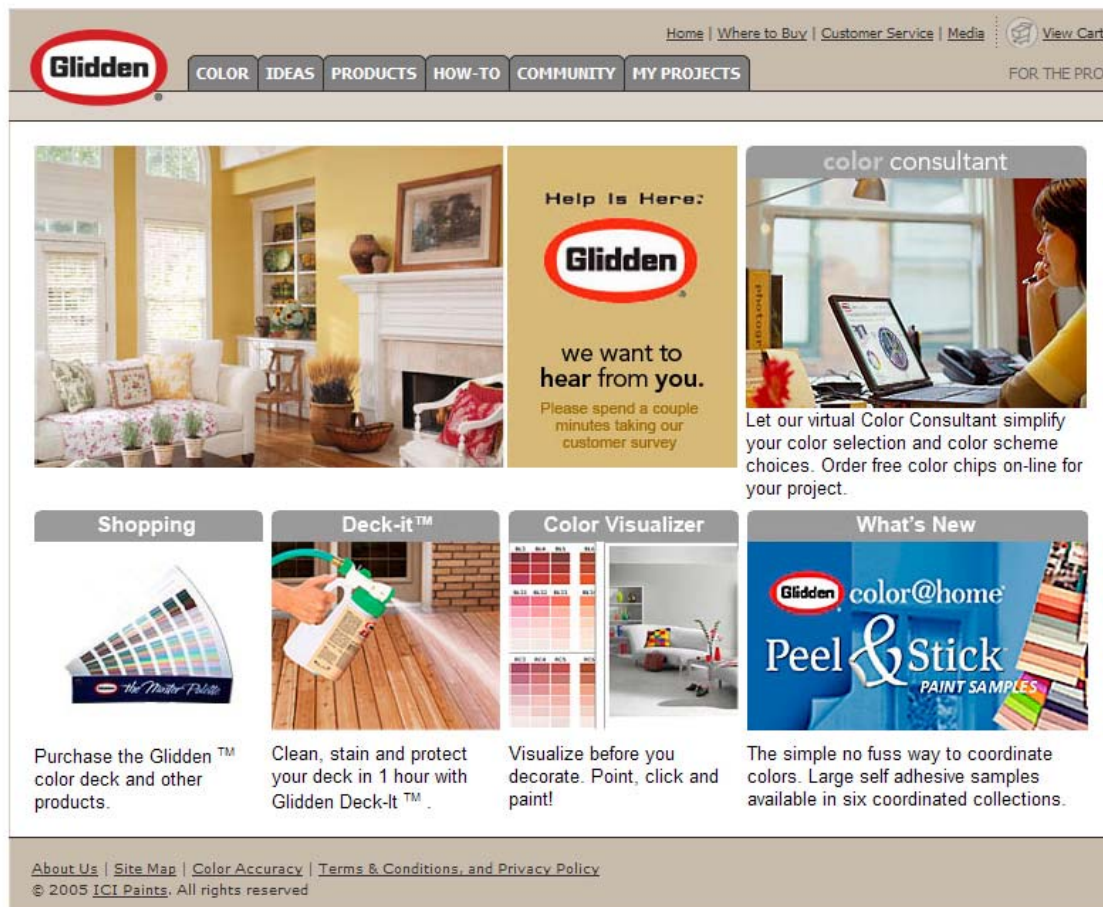 Home | Where to Buy | Customer Service | Media View Cart
Glidden
COLOR IDEAS PRODUCTS HOW-TO COMMUNITY MY PROJECTS
FOR THE PRO
Help Is Here:
Glidden
we want to
hear from you.
Please spend a couple
minutes taking our
customer survey
color consultant
Let our virtual Color Consultant simplify
your color selection and color scheme
choices. Order free color chips on-line for
your project.
Shopping
the Master Palette
Purchase the Glidden ™
color deck and other
products.
Deck-it™
Clean, stain and protect
your deck in 1 hour with
Glidden Deck-It ™ .
Color Visualizer
Visualize before you
decorate. Point, click and
paint!
What's New
Glidden color@home
Peel & Stick
PAINT SAMPLES
The simple no fuss way to coordinate
colors. Large self adhesive samples
available in six coordinated collections.
About Us | Site Map | Color Accuracy | Terms & Conditions, and Privacy Policy
© 2005 ICI Paints. All rights reserved